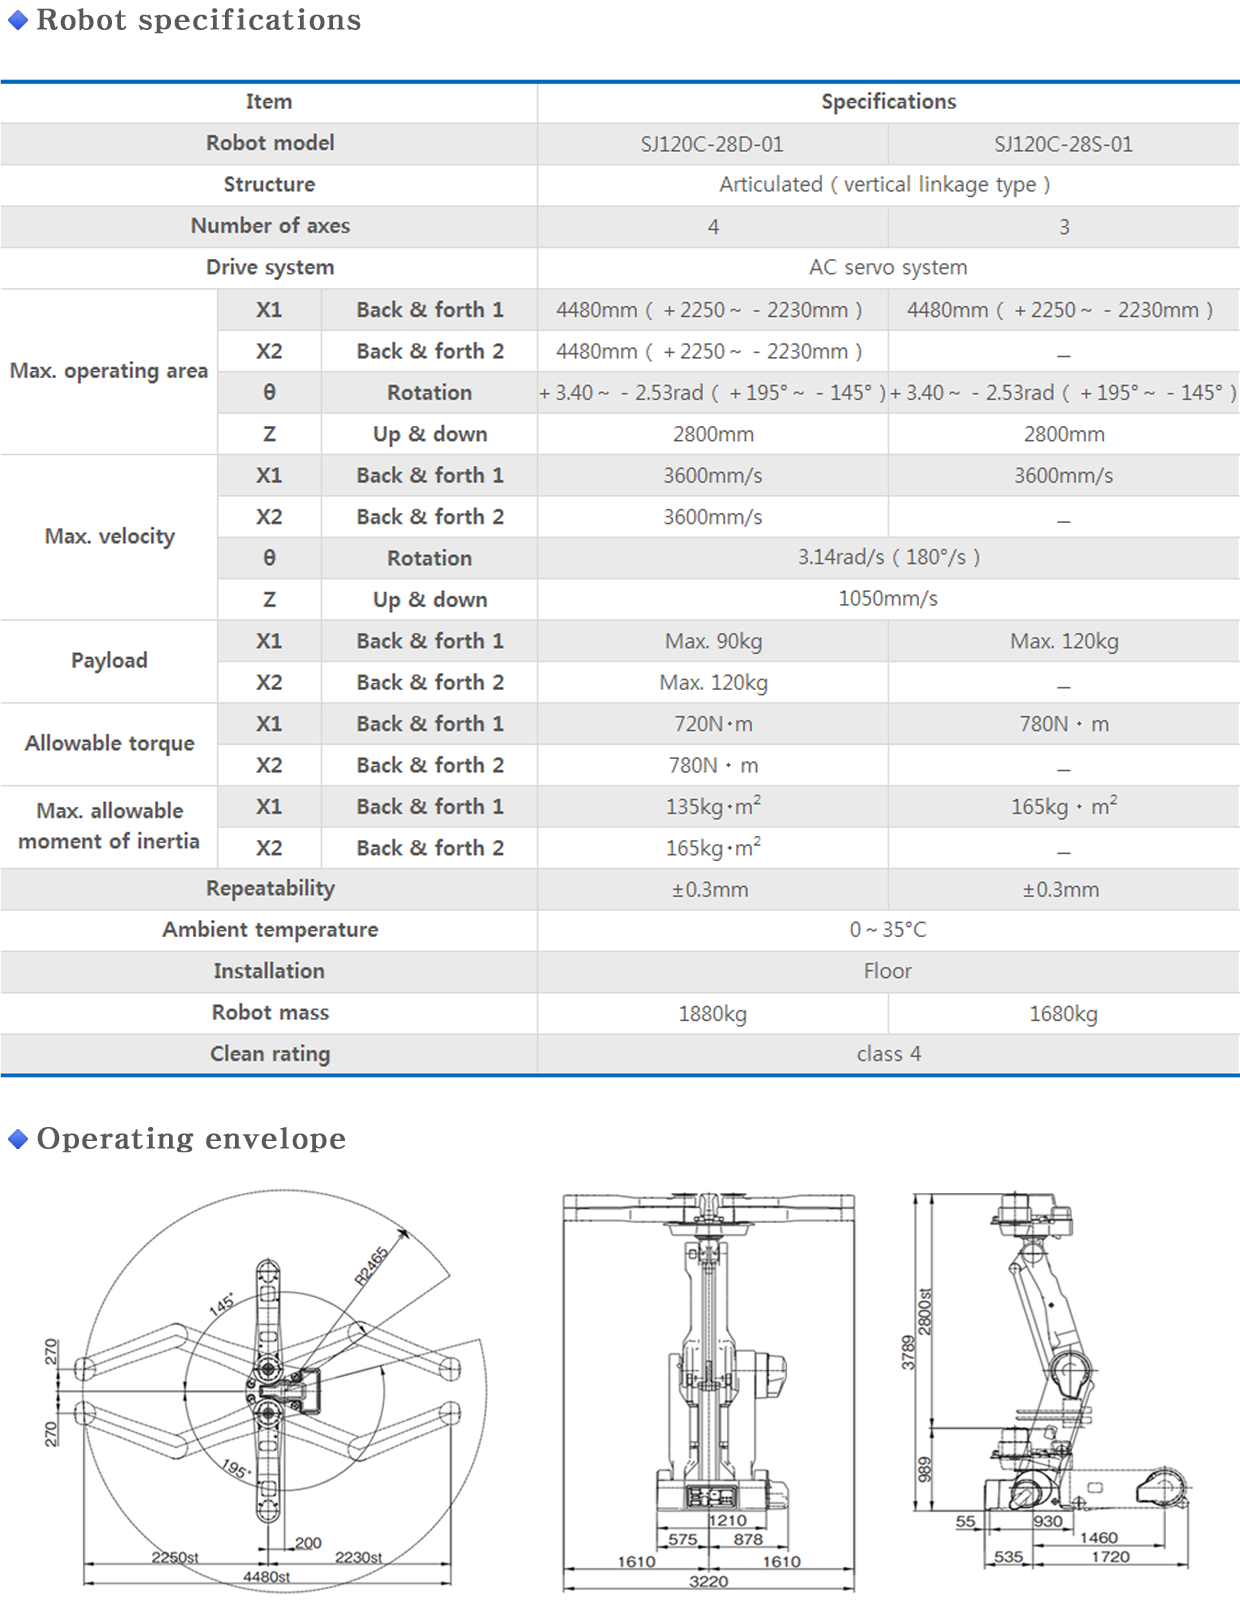 Robot specifications
Item Specifications
Robot model SJ120C-28D-01 SJ120C-28S-01
Structure Articulated ( vertical linkage type )
Number of axes 4 3
Drive system AC servo system
Max. operating area
X1 Back & forth 1 4480mm ( +2250 ~ - 2230mm ) 4480mm ( +2250 ~ - 2230mm )
X2 Back & forth 2 4480mm ( +2250 ~ - 2230mm ) –
θ Rotation + 3.40 ~ - 2.53rad ( +195° ~ - 145° ) + 3.40 ~ - 2.53rad ( +195° ~ - 145° )
Z Up & down 2800mm 2800mm
Max. velocity
X1 Back & forth 1 3600mm/s 3600mm/s
X2 Back & forth 2 3600mm/s –
θ Rotation 3.14rad/s ( 180°/s )
Z Up & down 1050mm/s
Payload
X1 Back & forth 1 Max. 90kg Max. 120kg
X2 Back & forth 2 Max. 120kg –
Allowable torque
X1 Back & forth 1 720N·m 780N · m
X2 Back & forth 2 780N · m –
Max. allowable
moment of inertia
X1 Back & forth 1 135kg·m² 165kg · m²
X2 Back & forth 2 165kg·m² –
Repeatability ±0.3mm ±0.3mm
Ambient temperature 0 ~ 35°C
Installation Floor
Robot mass 1880kg 1680kg
Clean rating class 4
Operating envelope
R2465
145°
270
270
195°
200
2250st 2230st
4480st
1210
575 878
1610 1610
3220
3789
2800st
989
55 930
1460
535 1720